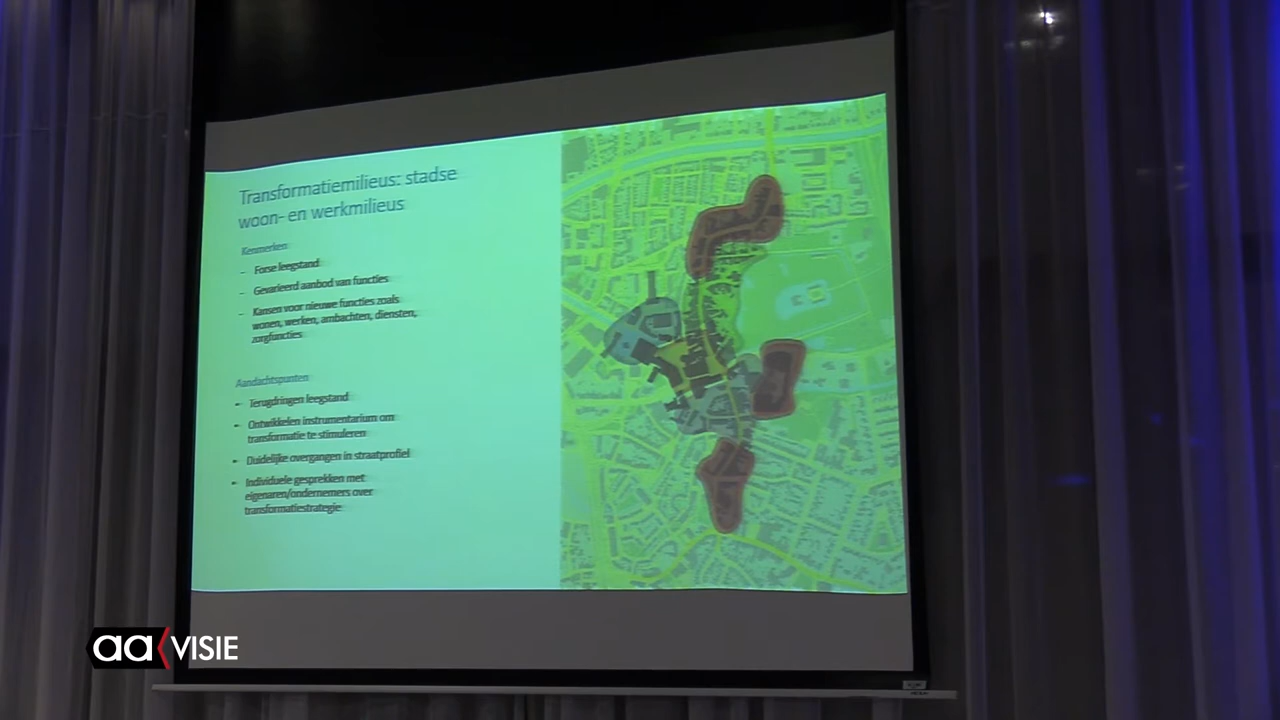 Transformatiemilieus: stadse
woon- en werkmilieus
Kenmerken
- Forse leegstand
- Gevarieerd aanbod van functies
- Kansen voor nieuwe functies zoals
wonen, werken, ambachten, diensten,
zorgfuncties
Aandachtspunten
- Terugdringen leegstand
- Ontwikkelen instrumentarium om
transformatie te stimuleren
- Duidelijke overgangen in straatprofiel
- Individuele gesprekken met
eigenaren/ondernemers over
transformatiestrategie
aa VISIE